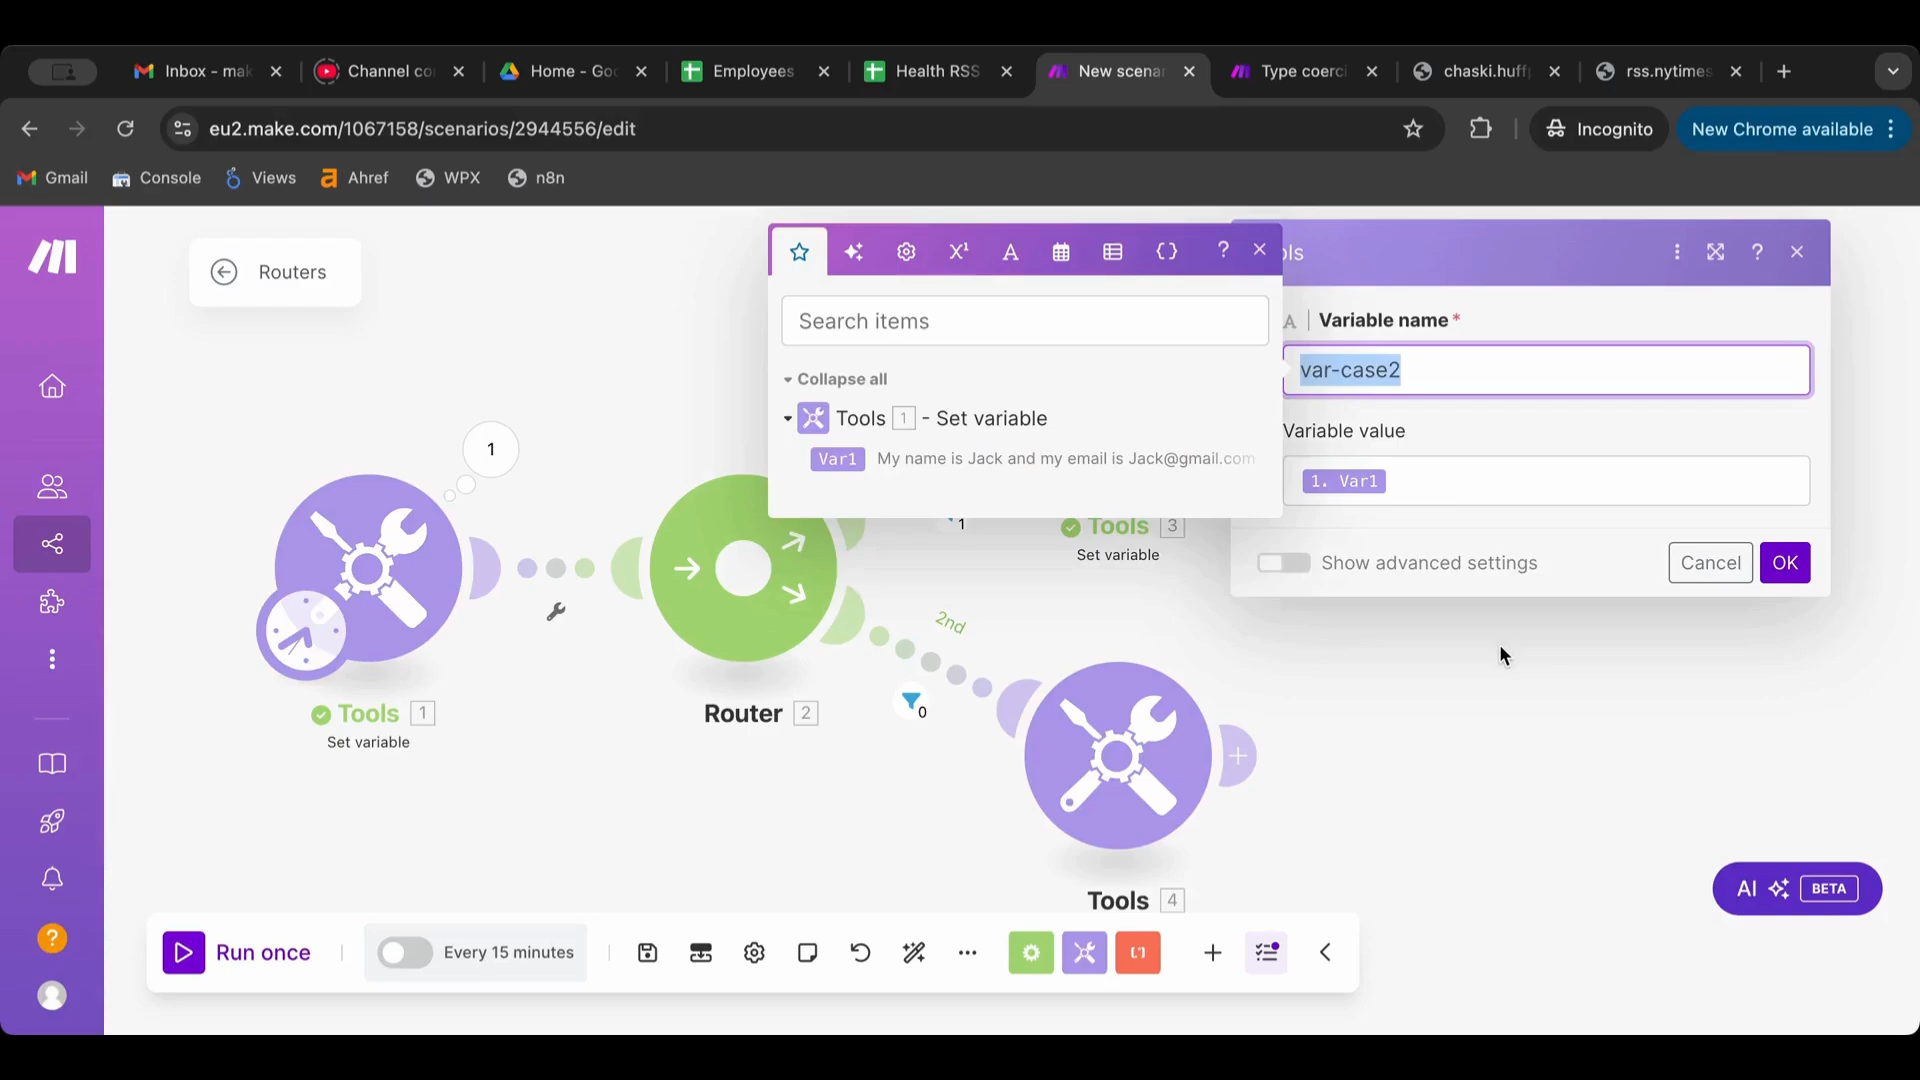 Inbox - mak
Channel co
Home - Goo
Employees
Health RSS
New scenar
Type coerci
chaski.huffp
rss.nytimes
eu2.make.com/1067158/scenarios/2944556/edit
Incognito
New Chrome available
Gmail
Console
Views
Ahref
WPX
n8n
Routers
Search items
Collapse all
Tools 1 - Set variable
Var1 My name is Jack and my email is Jack@gmail.com
ols
A Variable name*
var-case2
Variable value
1. Var1
Show advanced settings
Cancel
OK
1
1
Tools 3
Set variable
2nd
Tools 1
Set variable
Router 2
0
Tools 4
AI BETA
Run once
Every 15 minutes